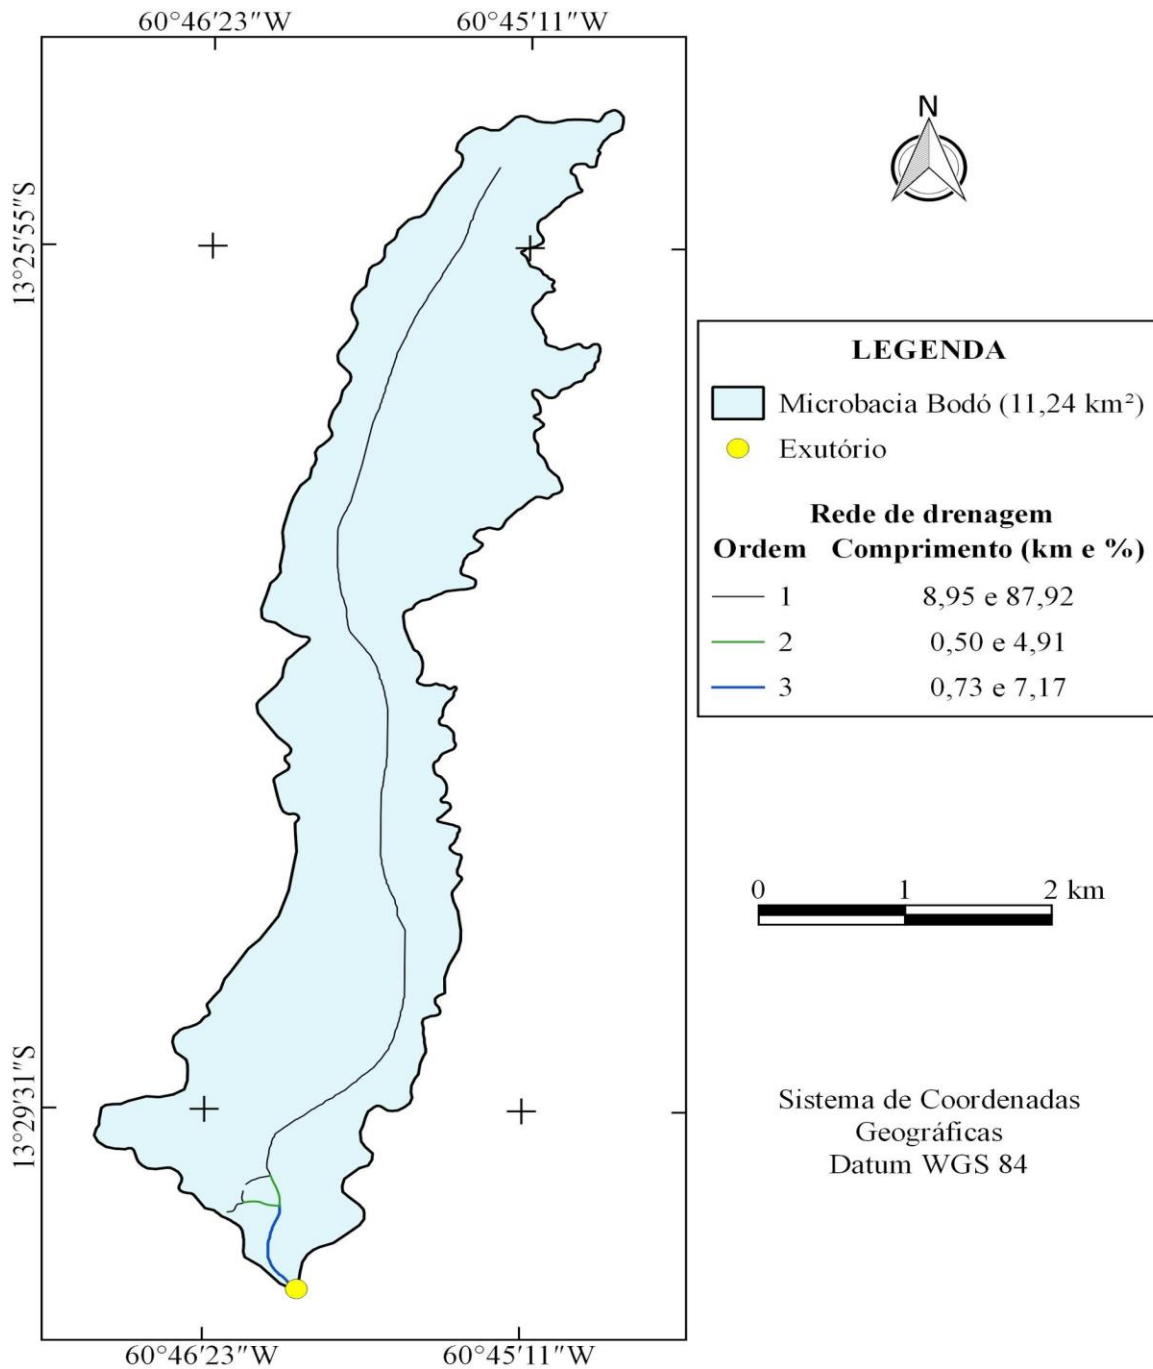 60°46'23"W 60°45'11"W
N
13°25'55"S
LEGENDA
Microbacia Bodó (11,24 km²)
Exutório
Rede de drenagem
Ordem Comprimento (km e %)
1 8,95 e 87,92
2 0,50 e 4,91
3 0,73 e 7,17
0 1 2 km
13°29'31"S
Sistema de Coordenadas
Geográficas
Datum WGS 84
60°46'23"W 60°45'11"W